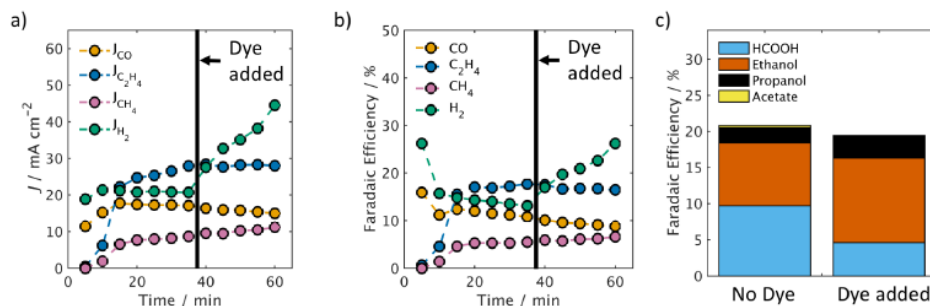 a)
J / mA cm⁻²
60
50
40
30
20
10
0
J_CO
J_C₂H₄
J_CH₄
J_H₂
Dye
added
20
40
60
Time / min
b)
Faradaic Efficiency / %
50
40
30
20
10
0
CO
C₂H₄
CH₄
H₂
Dye
added
20
40
60
Time / min
c)
Faradaic Efficiency / %
30
25
20
15
10
5
0
HCOOH
Ethanol
Propanol
Acetate
No Dye
Dye added